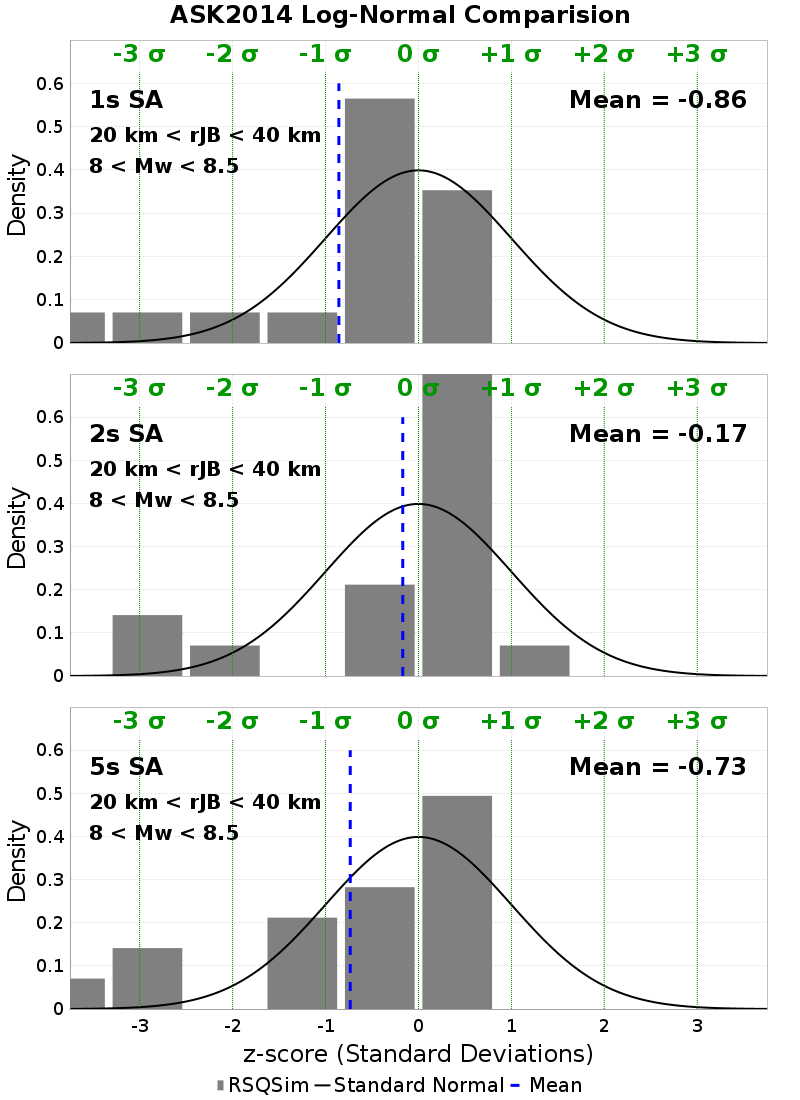 ASK2014 Log-Normal Comparision
-3 σ -2 σ -1 σ 0 σ +1 σ +2 σ +3 σ
0.6
1s SA Mean = -0.86
0.5
20 km < rJB < 40 km
8 < Mw < 8.5
0.4
Density
0.3
0.2
0.1
0
-3 σ -2 σ -1 σ 0 σ +1 σ +2 σ +3 σ
0.6
2s SA Mean = -0.17
0.5
20 km < rJB < 40 km
8 < Mw < 8.5
0.4
Density
0.3
0.2
0.1
0
-3 σ -2 σ -1 σ 0 σ +1 σ +2 σ +3 σ
0.6
5s SA Mean = -0.73
0.5
20 km < rJB < 40 km
8 < Mw < 8.5
0.4
Density
0.3
0.2
0.1
0
-3 -2 -1 0 1 2 3
z-score (Standard Deviations)
RSQSim Standard Normal Mean